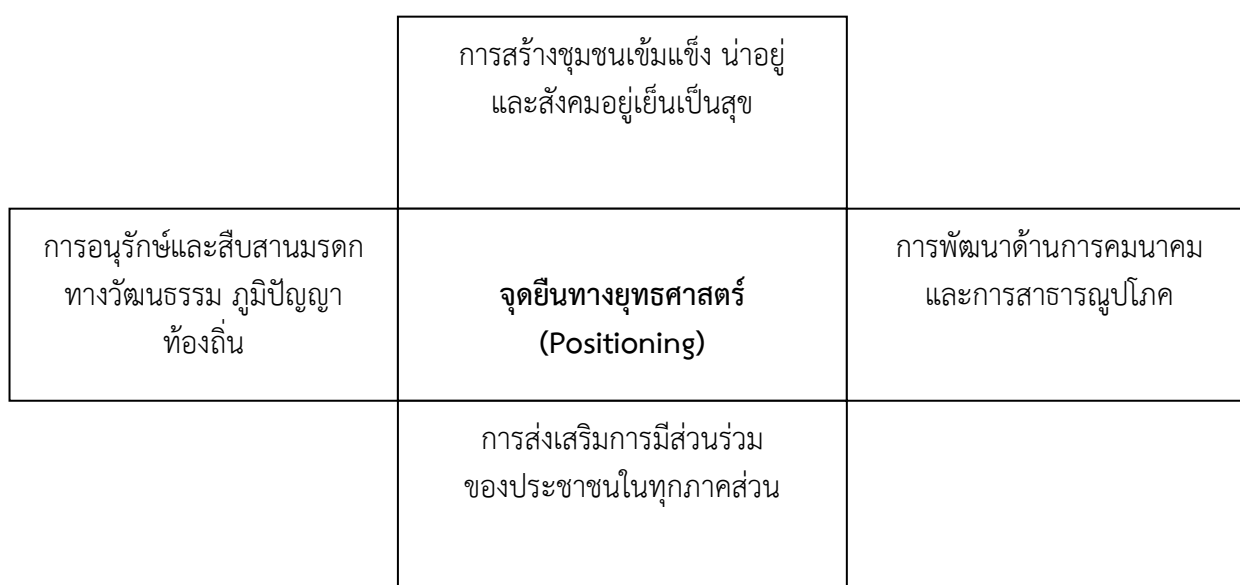 การสร้างชุมชนเข้มแข็ง น่าอยู่
และสังคมอยู่เย็นเป็นสุข
การอนุรักษ์และสืบสานมรดก
ทางวัฒนธรรม ภูมิปัญญา
ท้องถิ่น
จุดยืนทางยุทธศาสตร์
(Positioning)
การพัฒนาด้านการคมนาคม
และการสาธารณูปโภค
การส่งเสริมการมีส่วนร่วม
ของประชาชนในทุกภาคส่วน